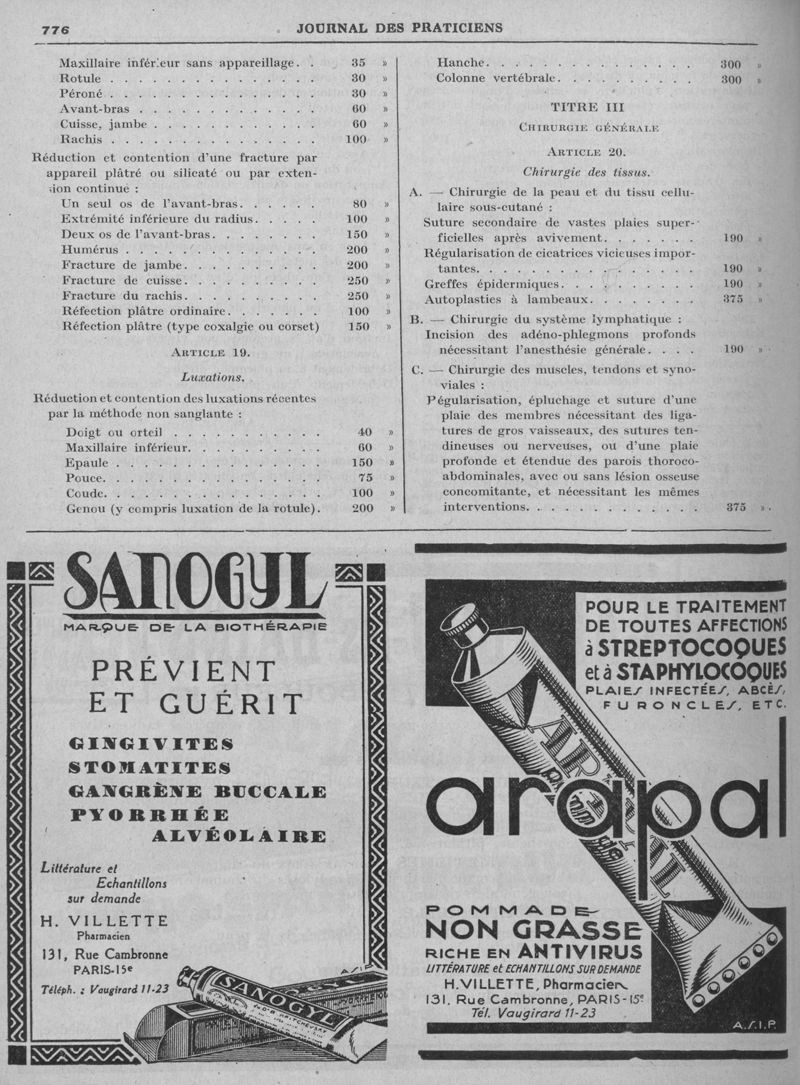 776
JOURNAL DES PRATICIENS
Maxillaire inférieur sans appareillage. . 35 »
Rotule . . . . . . . . . . . . . . 30 »
Péroné . . . . . . . . . . . . . . 30 »
Avant-bras . . . . . . . . . . . . 60 »
Cuisse, jambe . . . . . . . . . . . 60 »
Rachis . . . . . . . . . . . . . . 100 »
Réduction et contention d'une fracture par
appareil plâtré ou silicaté ou par exten-
sion continue :
Un seul os de l'avant-bras. . . . . . 80 »
Extrémité inférieure du radius. . . . . 100 »
Deux os de l'avant-bras. . . . . . . . 150 »
Humérus . . . . . . . . . . . . . 200 »
Fracture de jambe. . . . . . . . . . 200 »
Fracture de cuisse. . . . . . . . . . 250 »
Fracture du rachis. . . . . . . . . . 250 »
Réfection plâtre ordinaire. . . . . . . 100 »
Réfection plâtre (type coxalgie ou corset) 150 »
ARTICLE 19.
Luxations.
Réduction et contention des luxations récentes
par la méthode non sanglante :
Doigt ou orteil . . . . . . . . . . . 40 »
Maxillaire inférieur. . . . . . . . . . 60 »
Epaule . . . . . . . . . . . . . . 150 »
Pouce. . . . . . . . . . . . . . . 75 »
Coude. . . . . . . . . . . . . . . 100 »
Genou (y compris luxation de la rotule). 200 »
Hanche. . . . . . . . . . . . . . 300 »
Colonne vertébrale. . . . . . . . . . 300 »
TITRE III
CHIRURGIE GÉNÉRALE
ARTICLE 20.
Chirurgie des tissus.
A. — Chirurgie de la peau et du tissu cellu-
laire sous-cutané :
Suture secondaire de vastes plaies super-
ficielles après avivement. . . . . . . 190 »
Régularisation de cicatrices vicieuses impor-
tantes. . . . . . . . . . . . . . . 190 »
Greffes épidermiques. . . . . . . . . 190 »
Autoplasties à lambeaux. . . . . . . . 375 »
B. — Chirurgie du système lymphatique :
Incision des adéno-phlegmons profonds
nécessitant l'anesthésie générale. . . . 190 »
C. — Chirurgie des muscles, tendons et syno-
viales :
Pégularisation, épluchage et suture d'une
plaie des membres nécessitant des liga-
tures de gros vaisseaux, des sutures ten-
dineuses ou nerveuses, ou d'une plaie
profonde et étendue des parois thoroco-
abdominales, avec ou sans lésion osseuse
concomitante, et nécessitant les mêmes
interventions. . . . . . . . . . . . . 375 »
SANOGYL
MARQUE DE LA BIOTHÉRAPIE
PRÉVIENT
ET GUÉRIT
GINGIVITES
STOMATITES
GANGRÈNE BUCCALE
PYORRHÉE
ALVÉOLAIRE
Littérature et
Echantillons
sur demande
H. VILLETTE
Pharmacien
131, Rue Cambronne
PARIS-15e
Téléph. : Vaugirard 11-23
A.S.I.P.
SANOGYL
POUR LE TRAITEMENT
DE TOUTES AFFECTIONS
à STREPTOCOQUES
et à STAPHYLOCOQUES
PLAIES INFECTÉES, ABCÈS,
FURONCLES, ETC.
arapal
POMMADE
NON GRASSE
RICHE EN ANTIVIRUS
LITTÉRATURE et ECHANTILLONS SUR DEMANDE
H.VILLETTE, Pharmacien
131, Rue Cambronne, PARIS-15e
Tél. Vaugirard 11-23
A.S.I.P.